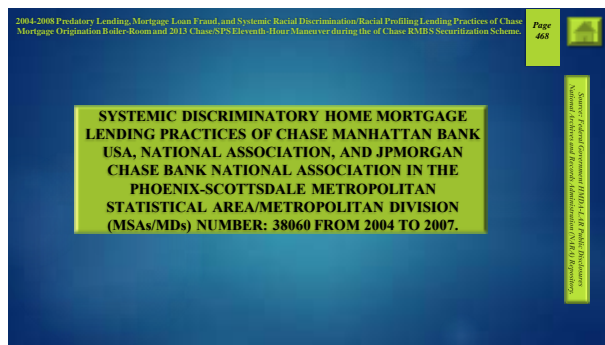 2004-2008 Predatory Lending, Mortgage Loan Fraud, and Systemic Racial Discrimination/Racial Profiling Lending Practices of Chase
Mortgage Origination Boiler-Room and 2013 Chase/SPS Eleventh-Hour Maneuver during the of Chase RMBS Securitization Scheme.
Page
468
SYSTEMIC DISCRIMINATORY HOME MORTGAGE
LENDING PRACTICES OF CHASE MANHATTAN BANK
USA, NATIONAL ASSOCIATION, AND JPMORGAN
CHASE BANK NATIONAL ASSOCIATION IN THE
PHOENIX-SCOTTSDALE METROPOLITAN
STATISTICAL AREA/METROPOLITAN DIVISION
(MSAs/MDs) NUMBER: 38060 FROM 2004 TO 2007.
Source: Federal Government HMDA-LAR Public Disclosures
National Archives and Records Administration (NARA) Repository.